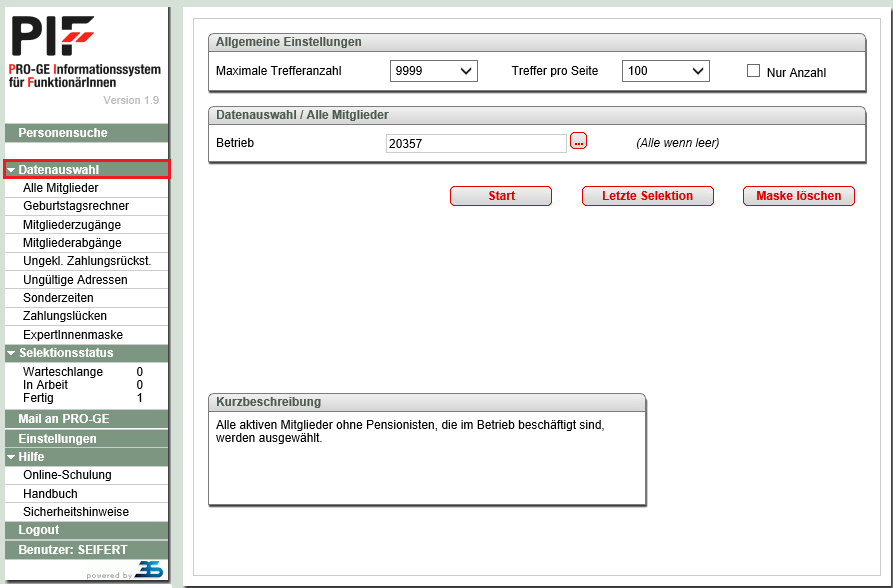 PIF
PRO-GE Informationssystem
für FunktionärInnen
Version 1.9
Personensuche
Datenauswahl
Alle Mitglieder
Geburtstagsrechner
Mitgliederzugänge
Mitgliederabgänge
Ungekl. Zahlungsrückst.
Ungültige Adressen
Sonderzeiten
Zahlungslücken
ExpertInnenmaske
Selektionsstatus
Warteschlange 0
In Arbeit 0
Fertig 1
Mail an PRO-GE
Einstellungen
Hilfe
Online-Schulung
Handbuch
Sicherheitshinweise
Logout
Benutzer: SEIFERT
powered by 3S
Allgemeine Einstellungen
Maximale Trefferanzahl 9999 Treffer pro Seite 100 Nur Anzahl
Datenauswahl / Alle Mitglieder
Betrieb 20357 ... (Alle wenn leer)
Start Letzte Selektion Maske löschen
Kurzbeschreibung
Alle aktiven Mitglieder ohne Pensionisten, die im Betrieb beschäftigt sind,
werden ausgewählt.